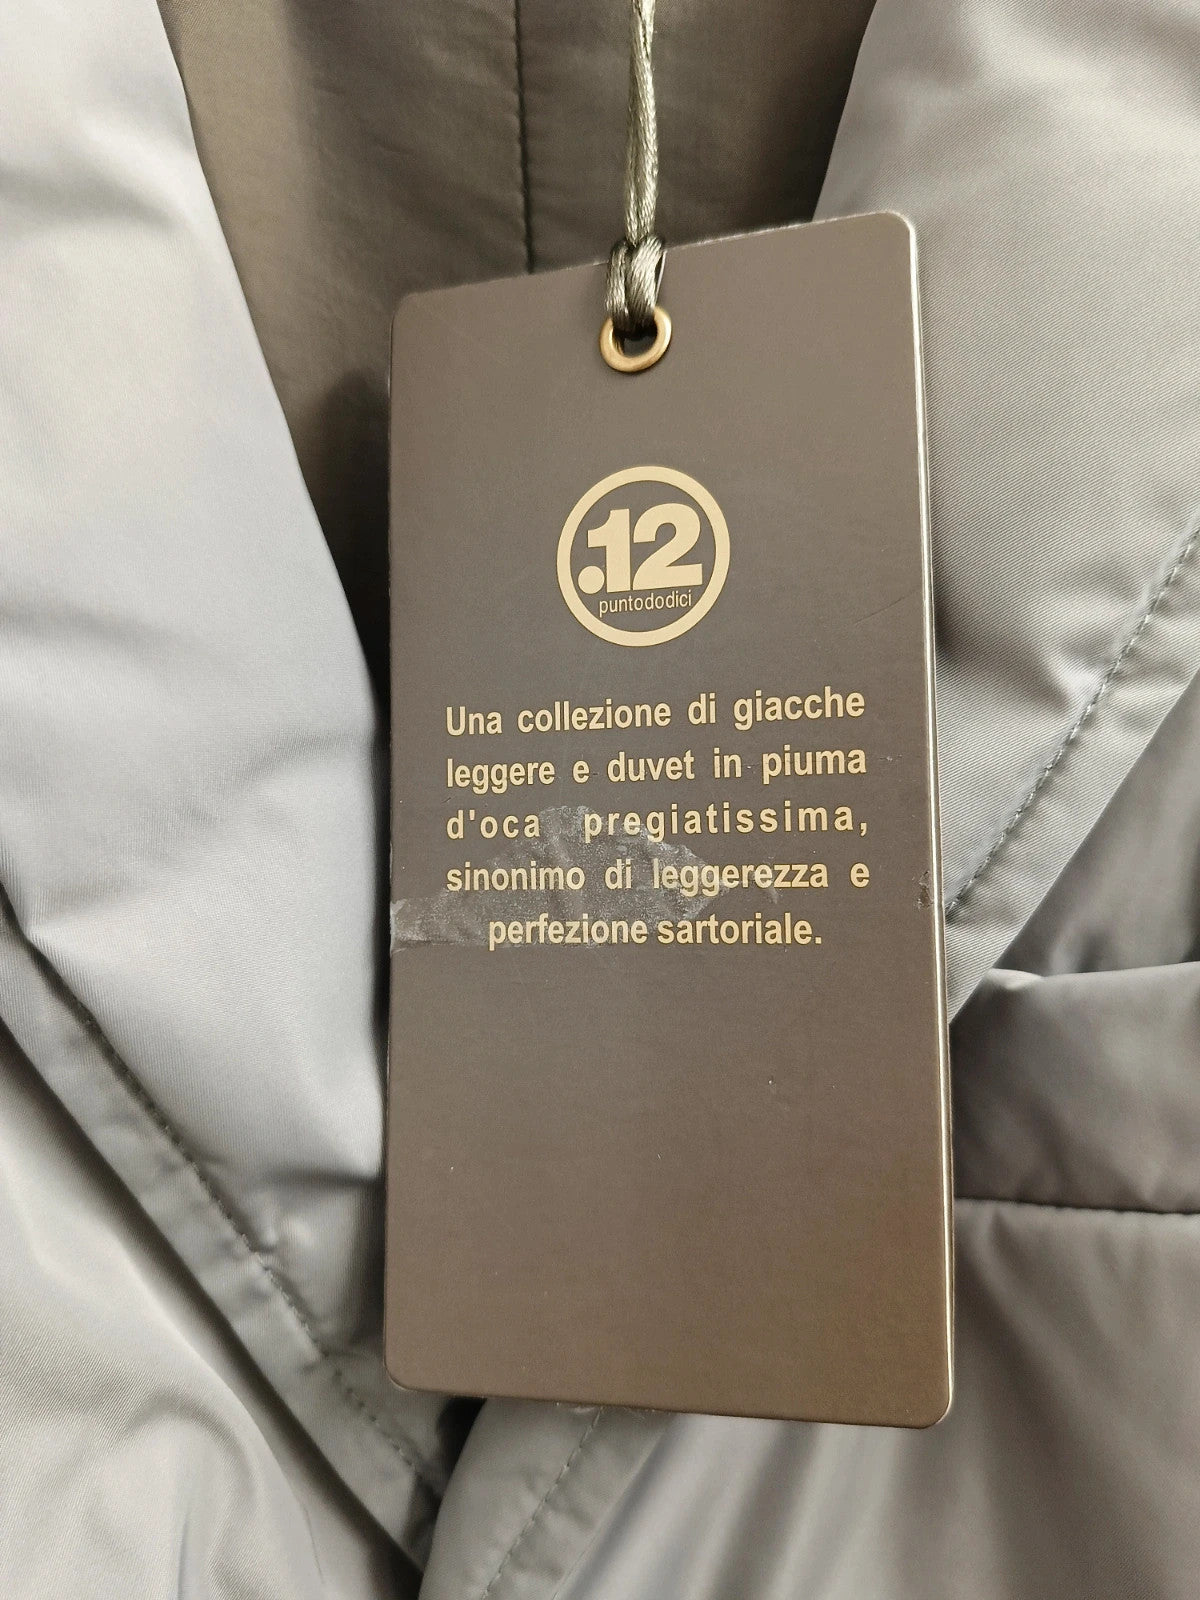 .12
puntododici
Una collezione di giacche
leggere e duvet in piuma
d'oca pregiatissima,
sinonimo di leggerezza e
perfezione sartoriale.